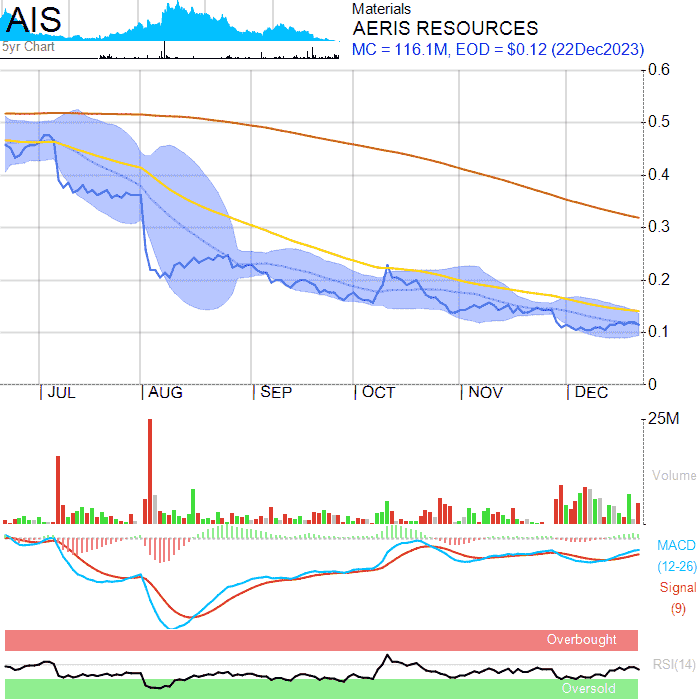 AIS
5yr Chart
Materials
AERIS RESOURCES
MC = 116.1M, EOD = $0.12 (22Dec2023)
0.6
0.5
0.4
0.3
0.2
0.1
0
JUL AUG SEP OCT NOV DEC
25M
Volume
MACD
(12-26)
Signal
(9)
Overbought
RSI(14)
Oversold